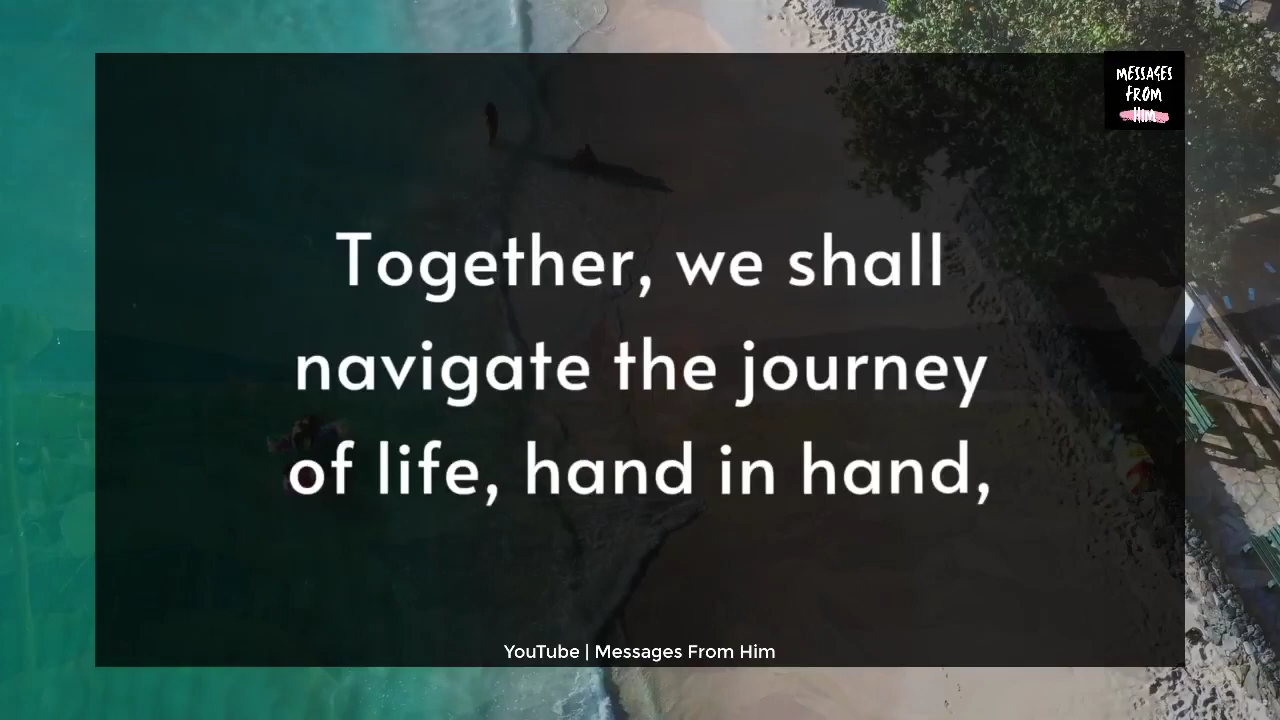 MESSAGES
FROM
HIM
Together, we shall
navigate the journey
of life, hand in hand,
YouTube | Messages From Him